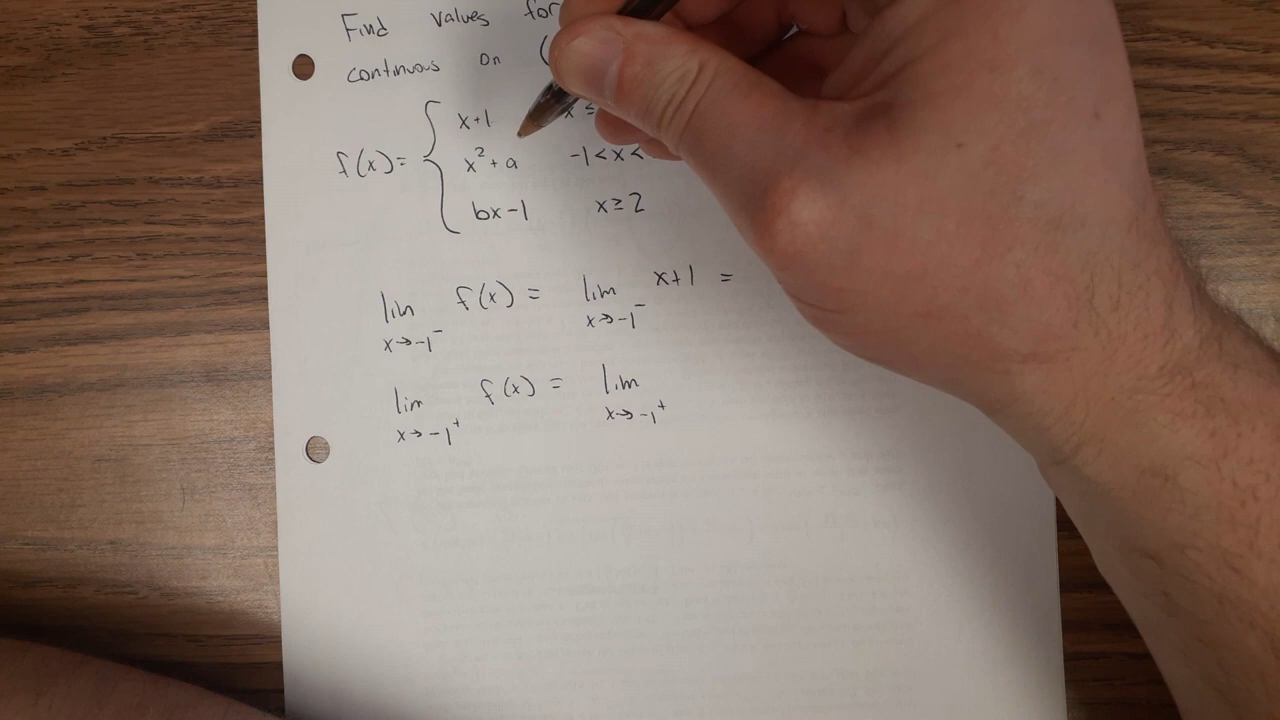 Find values for
continuous on (
f(x) = { x+1 x ≤
x² + a -1 < x <
bx-1 x ≥ 2
lim x→-1⁻ f(x) = lim x→-1⁻ x+1 =
lim x→-1⁺ f(x) = lim x→-1⁺